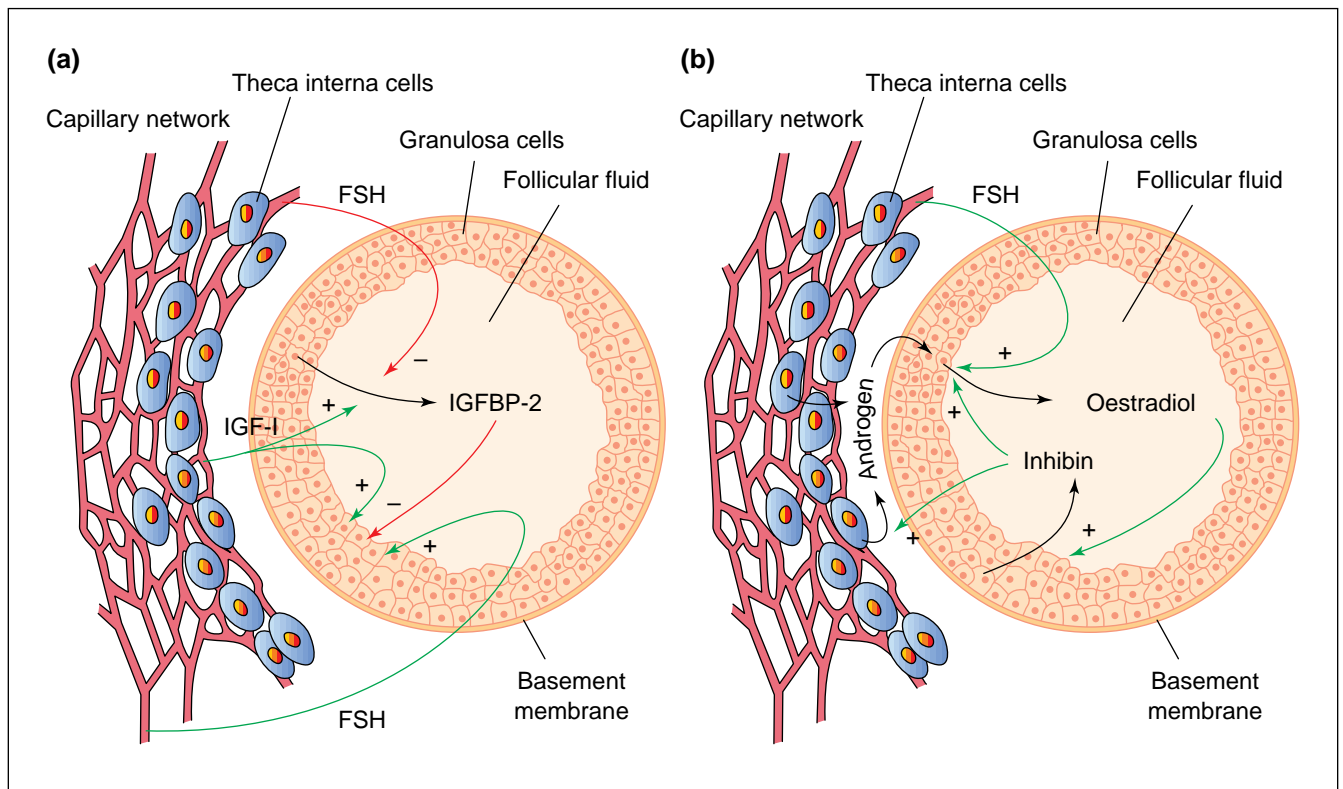 (a)
Theca interna cells
Capillary network
Granulosa cells
FSH
Follicular fluid
–
IGFBP-2
+
IGF-I
+
–
+
Basement
membrane
FSH
(b)
Theca interna cells
Capillary network
Granulosa cells
FSH
Follicular fluid
+
Androgen
Oestradiol
+
Inhibin
+
+
Basement
membrane